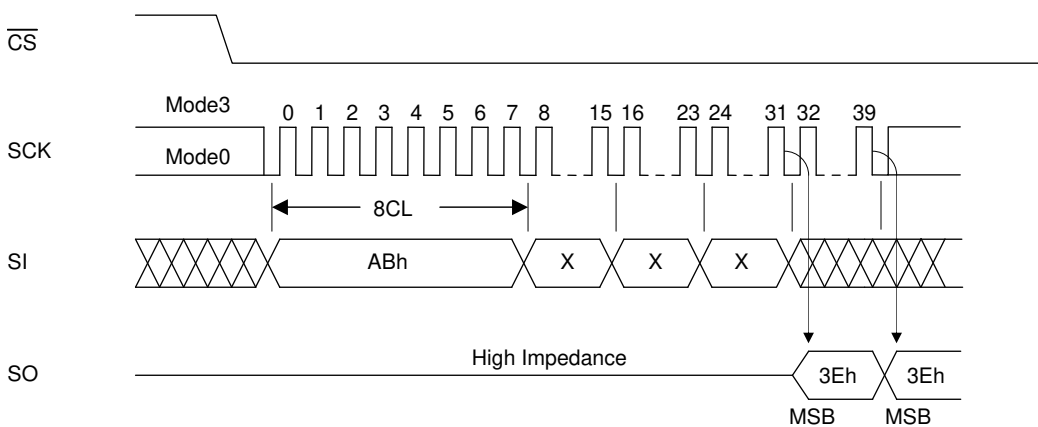 CS
Mode3
0 1 2 3 4 5 6 7 8 15 16 23 24 31 32 39
SCK
Mode0
8CL
SI
ABh X X X
High Impedance
SO
3Eh 3Eh
MSB MSB